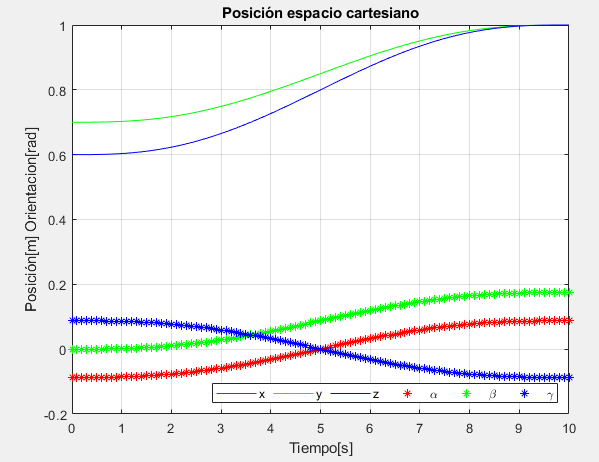 Posición espacio cartesiano
Posición[m] Orientacion[rad]
1
0.8
0.6
0.4
0.2
0
-0.2
x y z α β γ
0 1 2 3 4 5 6 7 8 9 10
Tiempo[s]